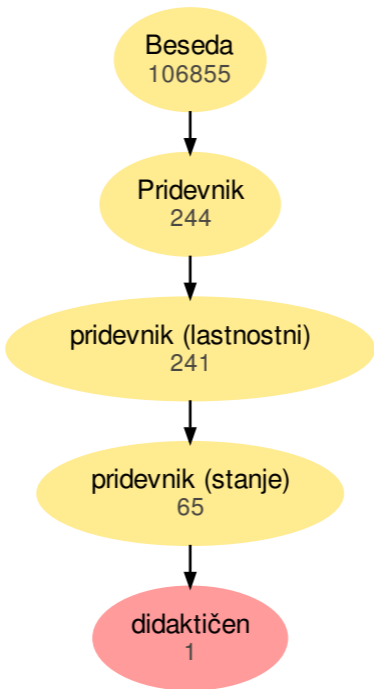 Beseda
106855
Pridevnik
244
pridevnik (lastnostni)
241
pridevnik (stanje)
65
didaktičen
1